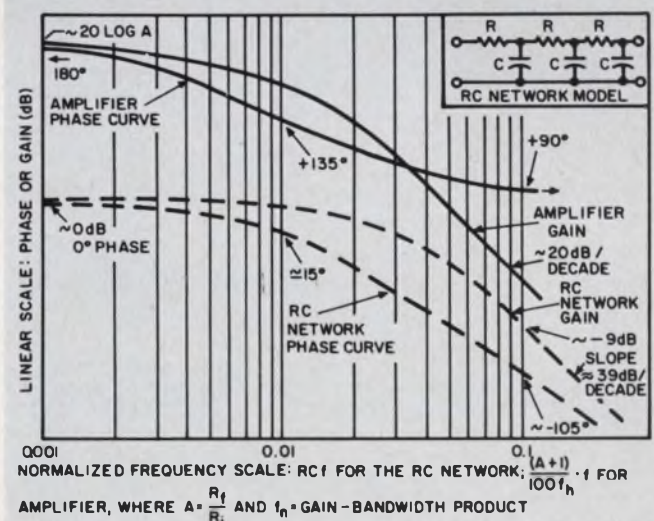 ~20 LOG A
180°
AMPLIFIER
PHASE CURVE
+135°
+90°
~0dB
0° PHASE
≃15°
RC
NETWORK
PHASE CURVE
AMPLIFIER
GAIN
~20dB/
DECADE
RC
NETWORK
GAIN
~-9dB
SLOPE
≈39dB/
DECADE
~-105°
R R R
C C C
RC NETWORK MODEL
LINEAR SCALE: PHASE OR GAIN (dB)
0.001 0.01 0.1
NORMALIZED FREQUENCY SCALE: RCf FOR THE RC NETWORK; (A+1)/100fh · f FOR
AMPLIFIER, WHERE A = Rf/Ri AND fn = GAIN-BANDWIDTH PRODUCT